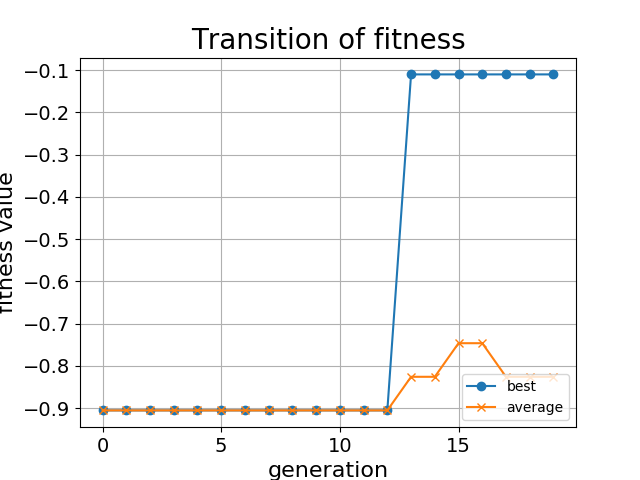 Transition of fitness
−0.1
−0.2
−0.3
−0.4
−0.5
−0.6
−0.7
−0.8
−0.9
fitness value
0 5 10 15
generation
best
average